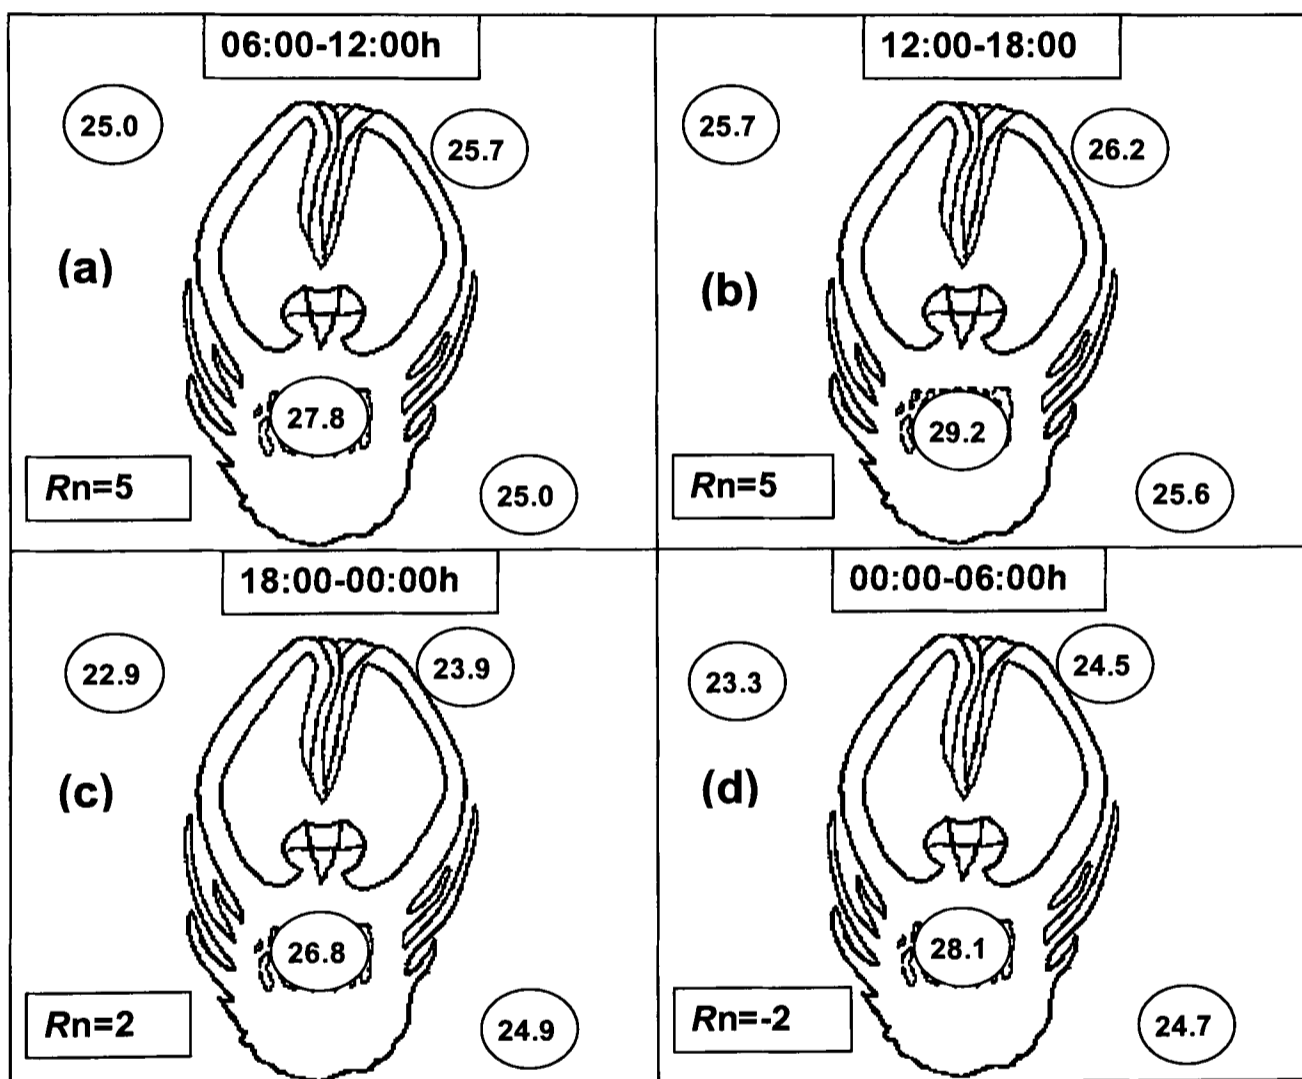 06:00-12:00h
25.0
25.7
(a)
27.8
Rn=5
25.0
12:00-18:00
25.7
26.2
(b)
29.2
Rn=5
25.6
18:00-00:00h
22.9
23.9
(c)
26.8
Rn=2
24.9
00:00-06:00h
23.3
24.5
(d)
28.1
Rn=-2
24.7